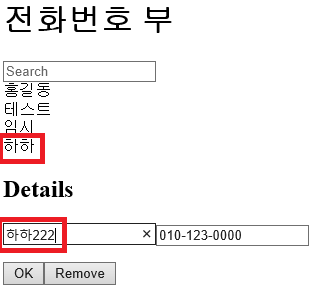 전화번호 부
Search
홍길동
테스트
임시
하하
Details
하하222 × 010-123-0000
OK Remove